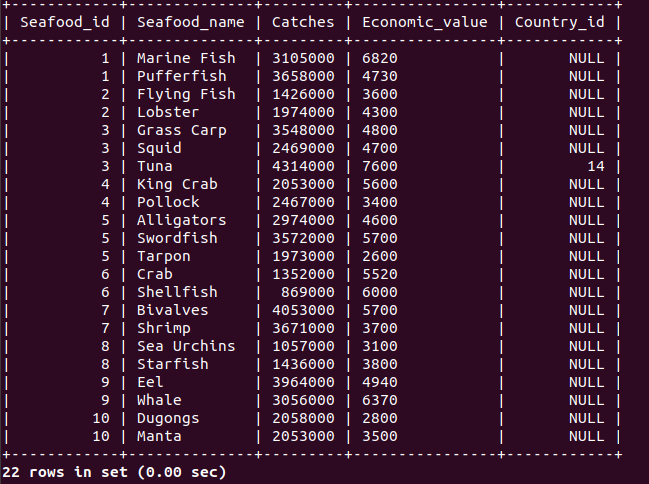 +------------+--------------+---------+----------------+------------+
| Seafood_id | Seafood_name | Catches | Economic_value | Country_id |
+------------+--------------+---------+----------------+------------+
| 1 | Marine Fish | 3105000 | 6820 | NULL |
| 1 | Pufferfish | 3658000 | 4730 | NULL |
| 2 | Flying Fish | 1426000 | 3600 | NULL |
| 2 | Lobster | 1974000 | 4300 | NULL |
| 3 | Grass Carp | 3548000 | 4800 | NULL |
| 3 | Squid | 2469000 | 4700 | NULL |
| 3 | Tuna | 4314000 | 7600 | 14 |
| 4 | King Crab | 2053000 | 5600 | NULL |
| 4 | Pollock | 2467000 | 3400 | NULL |
| 5 | Alligators | 2974000 | 4600 | NULL |
| 5 | Swordfish | 3572000 | 5700 | NULL |
| 5 | Tarpon | 1973000 | 2600 | NULL |
| 6 | Crab | 1352000 | 5520 | NULL |
| 6 | Shellfish | 869000 | 6000 | NULL |
| 7 | Bivalves | 4053000 | 5700 | NULL |
| 7 | Shrimp | 3671000 | 3700 | NULL |
| 8 | Sea Urchins | 1057000 | 3100 | NULL |
| 8 | Starfish | 1436000 | 3800 | NULL |
| 9 | Eel | 3964000 | 4940 | NULL |
| 9 | Whale | 3056000 | 6370 | NULL |
| 10 | Dugongs | 2058000 | 2800 | NULL |
| 10 | Manta | 2053000 | 3500 | NULL |
+------------+--------------+---------+----------------+------------+
22 rows in set (0.00 sec)